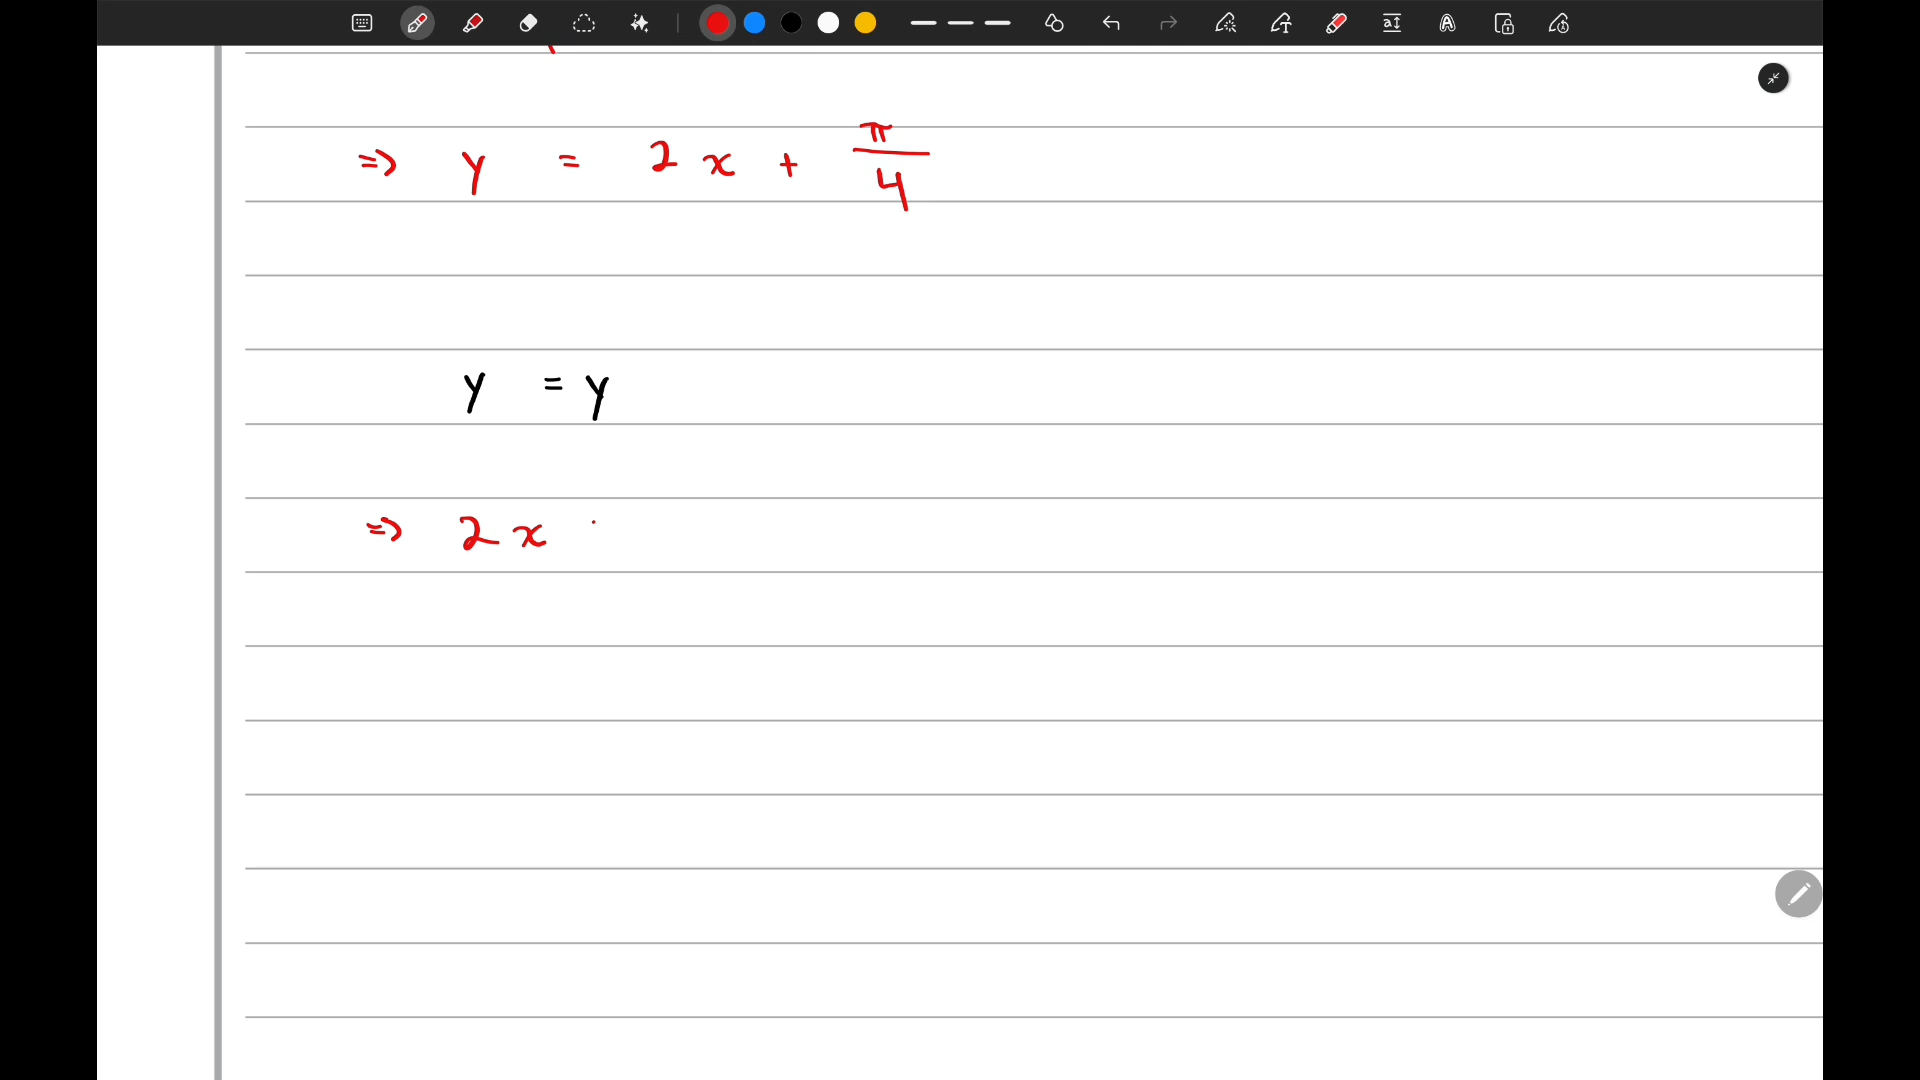 ⇒ y = 2x + π/4
y = y
⇒ 2x